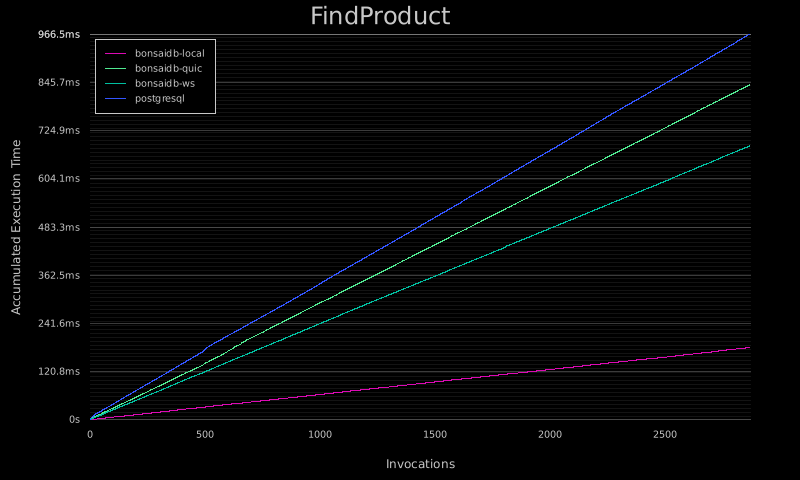 FindProduct
966.5ms
845.7ms
724.9ms
604.1ms
483.3ms
362.5ms
241.6ms
120.8ms
0s
bonsaidb-local
bonsaidb-quic
bonsaidb-ws
postgresql
Accumulated Execution Time
0 500 1000 1500 2000 2500
Invocations